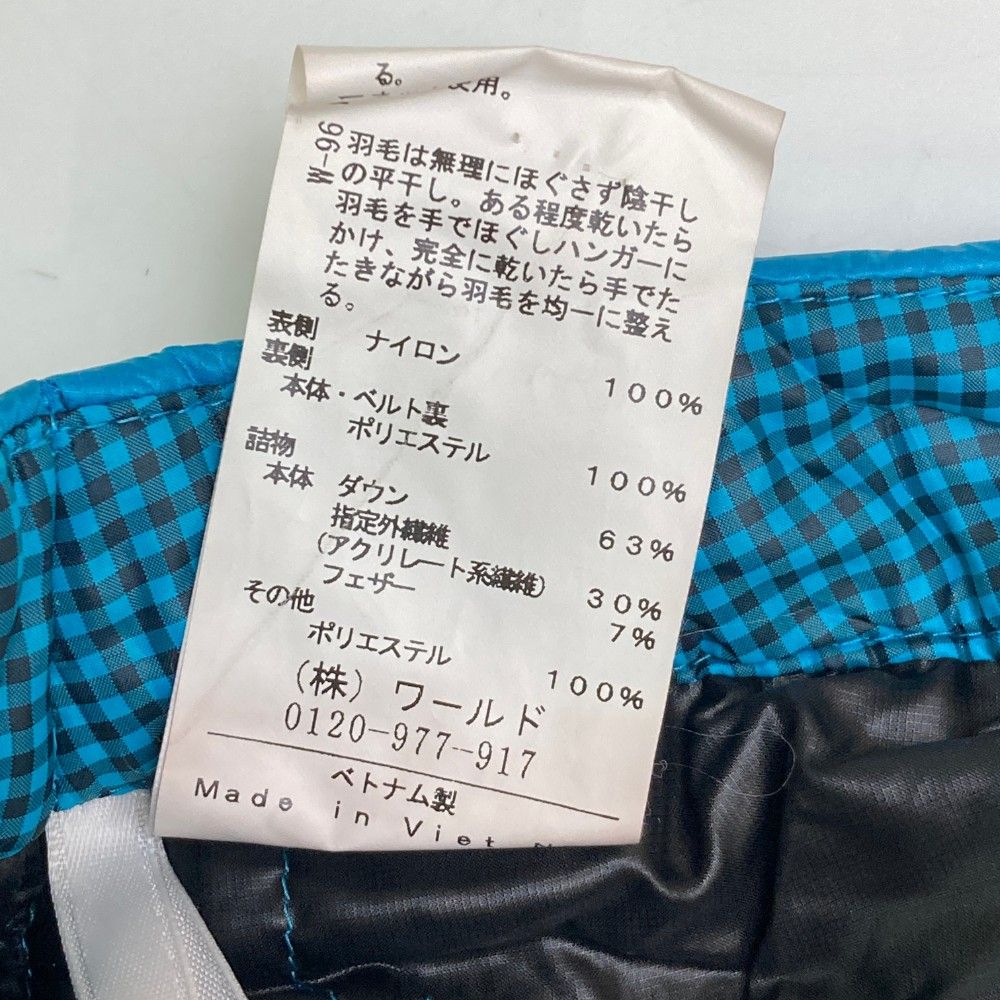 る。
使用。
W-96
羽毛は無理にほぐさず陰干し
の平干し。ある程度乾いたら
羽毛を手でほぐしハンガーに
かけ、完全に乾いたら手でた
たきながら羽毛を均一に整え
る。
表側 ナイロン 100%
裏側
本体・ベルト裏
ポリエステル 100%
詰物
本体 ダウン 63%
指定外繊維
(アクリレート系繊維) 30%
フェザー 7%
その他
ポリエステル 100%
(株) ワールド
0120-977-917
ベトナム製
Made in Viet